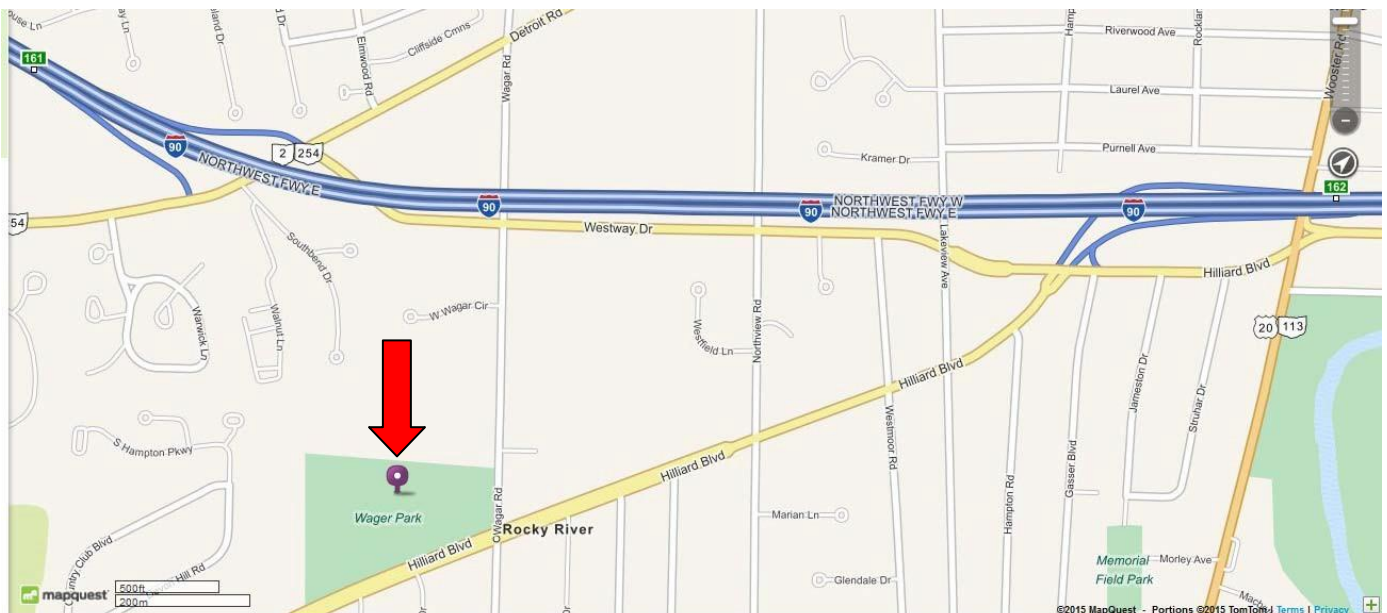 Detroit Rd
Cliffside Cmns
Elmwood Rd
Wagar Rd
Riverwood Ave
Wooster Rd
161
Laurel Ave
90
2
254
NORTHWEST FWY E
Kramer Dr
Purnell Ave
162
90
90
NORTHWEST FWY W
NORTHWEST FWY E
90
54
Westway Dr
Lakeview Ave
Hilliard Blvd
Southbend Dr
Warwick Ln
Walnut Ln
W Wagar Cir
Westfield Ln
Northview Rd
20
113
Hilliard Blvd
Jameston Dr
Struhar Dr
Westmoor Rd
S Hampton Pkwy
Hilliard Blvd
Gasser Blvd
Hampton Rd
Wager Park
Wagar Rd
Rocky River
Marian Ln
Hilliard Blvd
Memorial
Field Park
Morley Ave
Glendale Dr
Hill Rd
mapquest
500ft
200m
©2015 MapQuest - Portions ©2015 TomTom | Terms | Privacy